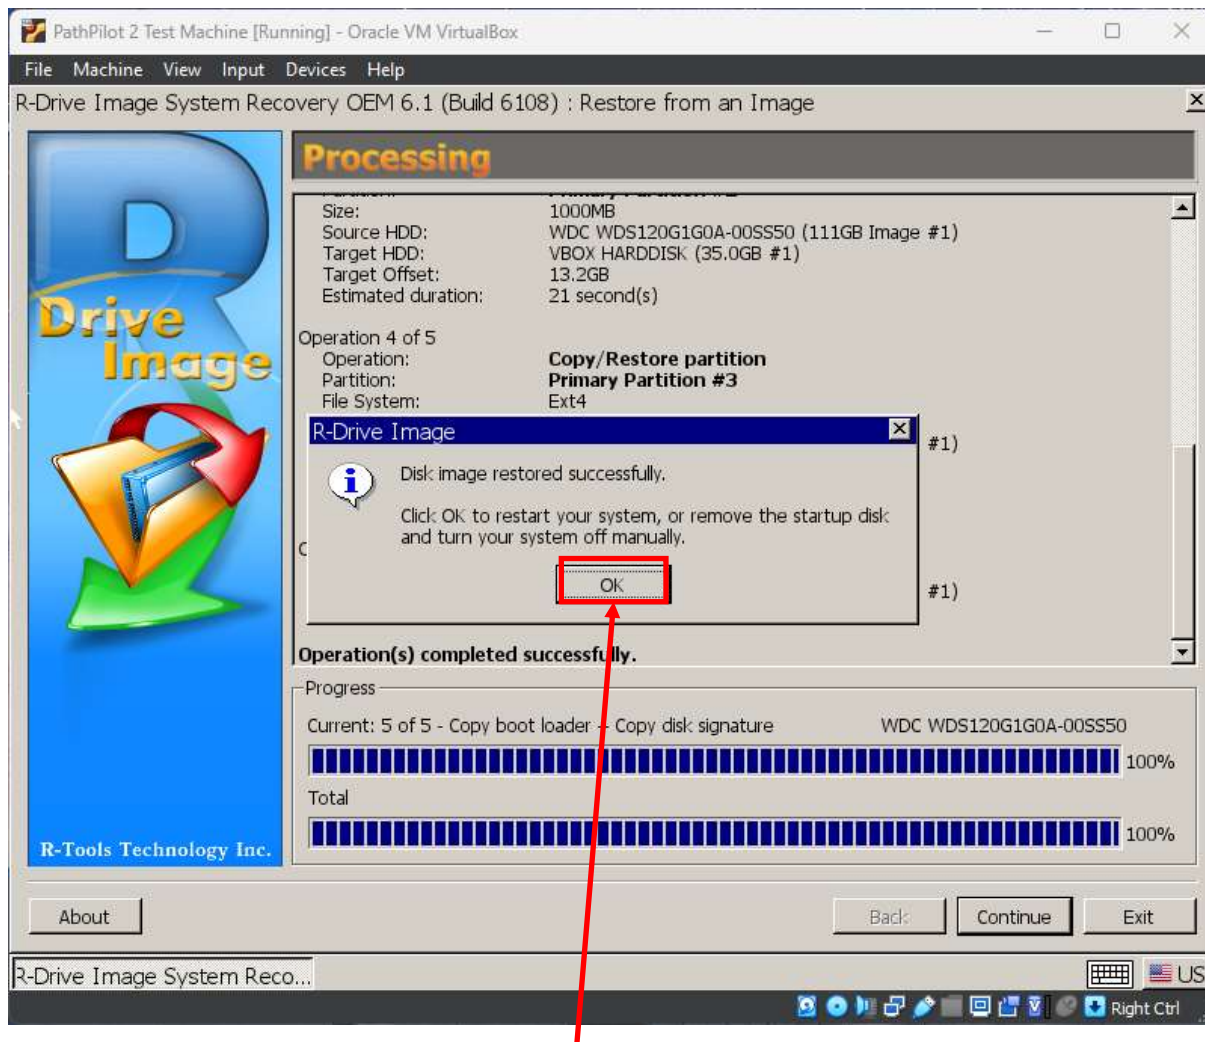 PathPilot 2 Test Machine [Running] - Oracle VM VirtualBox
File Machine View Input Devices Help
R-Drive Image System Recovery OEM 6.1 (Build 6108) : Restore from an Image
Processing
Size: 1000MB
Source HDD: WDC WDS120G1G0A-00SS50 (111GB Image #1)
Target HDD: VBOX HARDDISK (35.0GB #1)
Target Offset: 13.2GB
Estimated duration: 21 second(s)
Operation 4 of 5
Operation: Copy/Restore partition
Partition: Primary Partition #3
File System: Ext4
#1)
R-Drive Image
Disk image restored successfully.
Click OK to restart your system, or remove the startup disk
and turn your system off manually.
OK
#1)
Operation(s) completed successfully.
Progress
Current: 5 of 5 - Copy boot loader - Copy disk signature WDC WDS120G1G0A-00SS50
100%
Total
100%
Drive
Image
R-Tools Technology Inc.
About Back Continue Exit
R-Drive Image System Reco... US
Right Ctrl